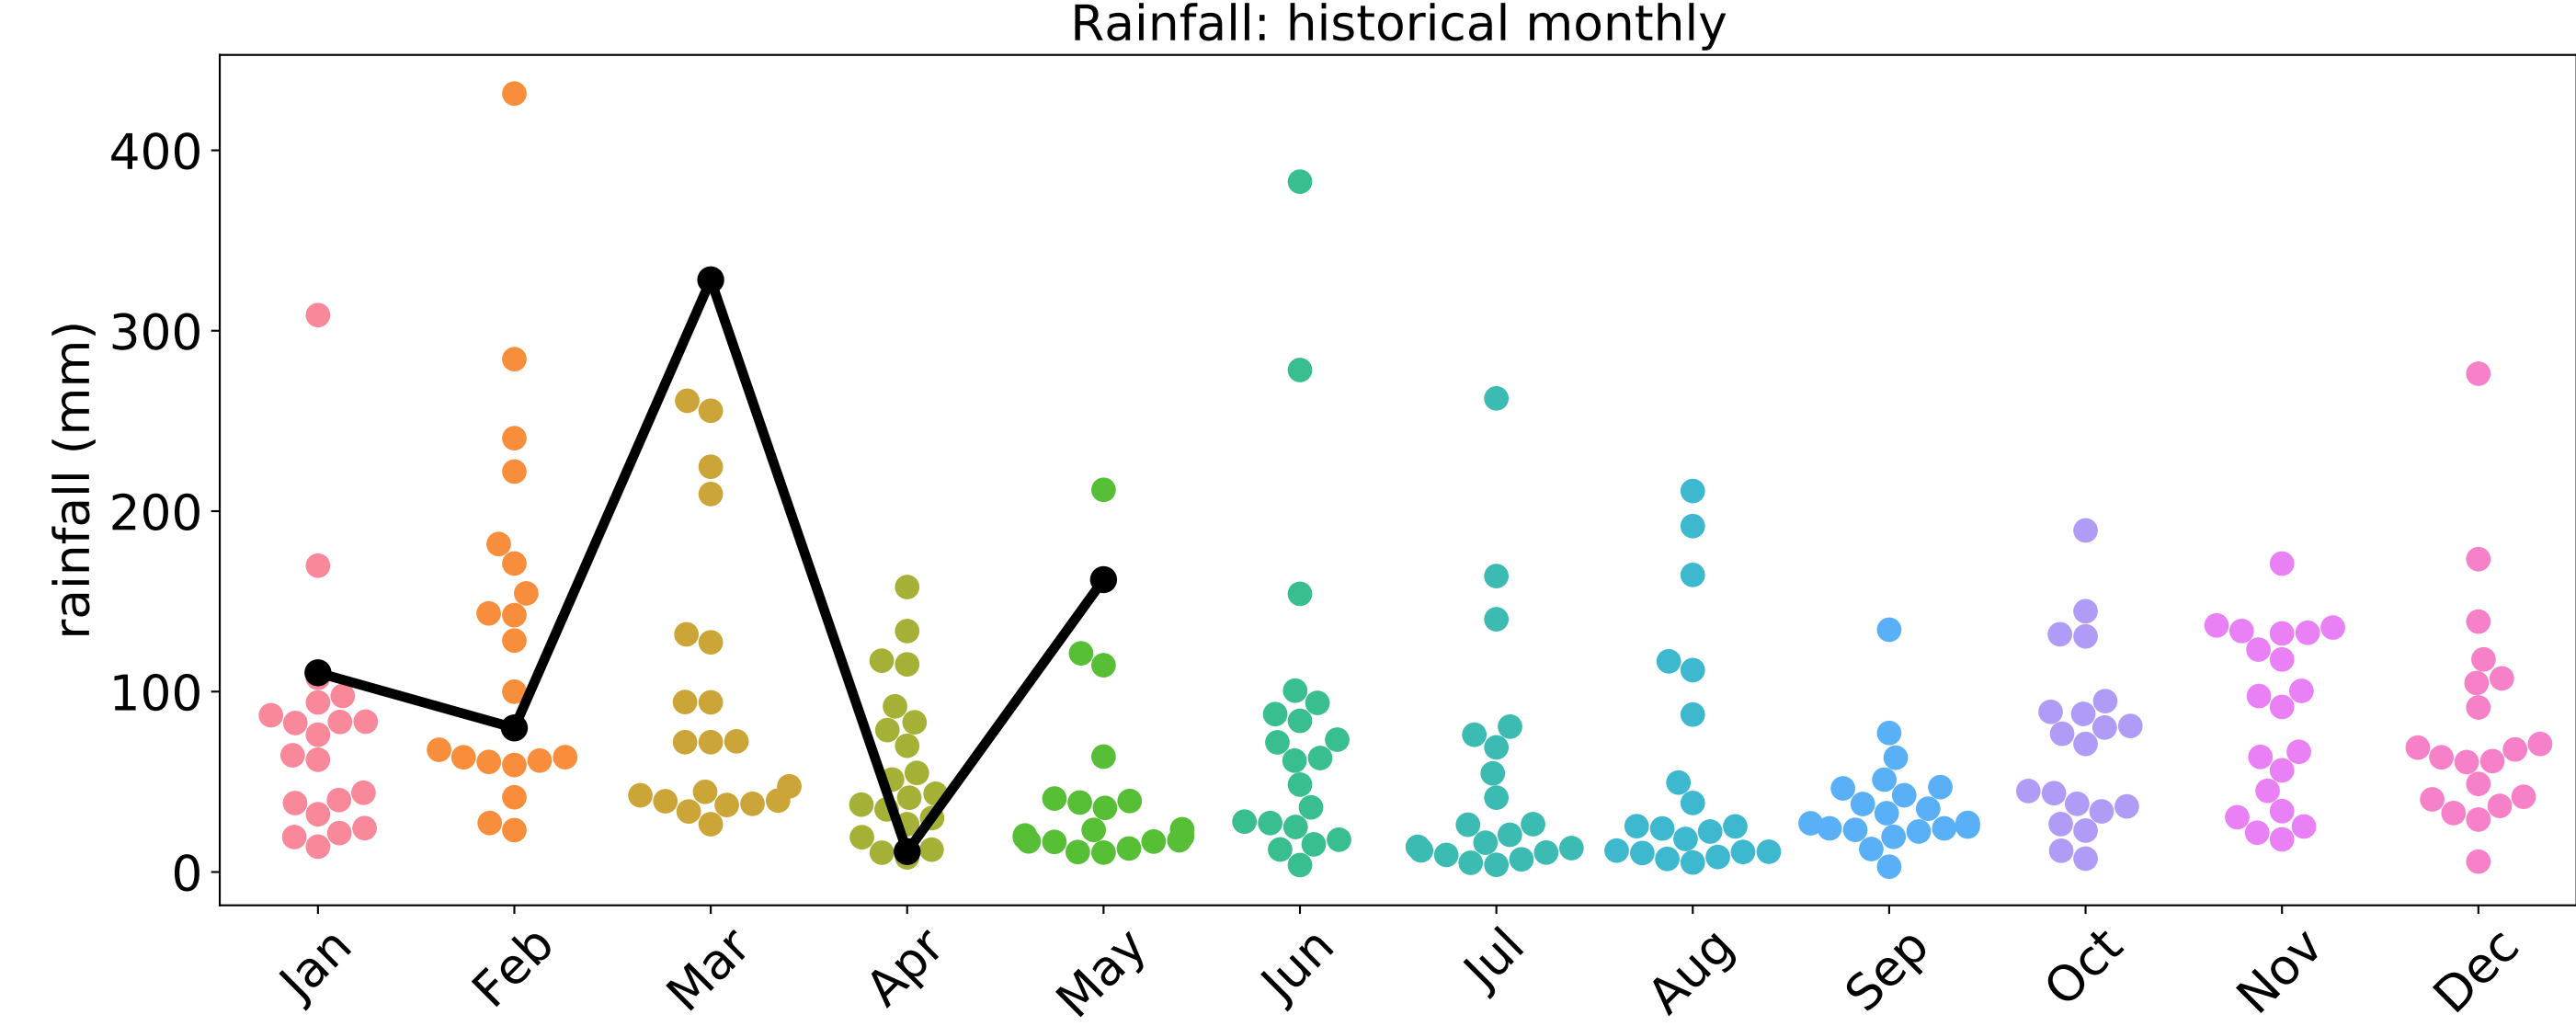 Rainfall: historical monthly
rainfall (mm)
400
300
200
100
0
Jan Feb Mar Apr May Jun Jul Aug Sep Oct Nov Dec